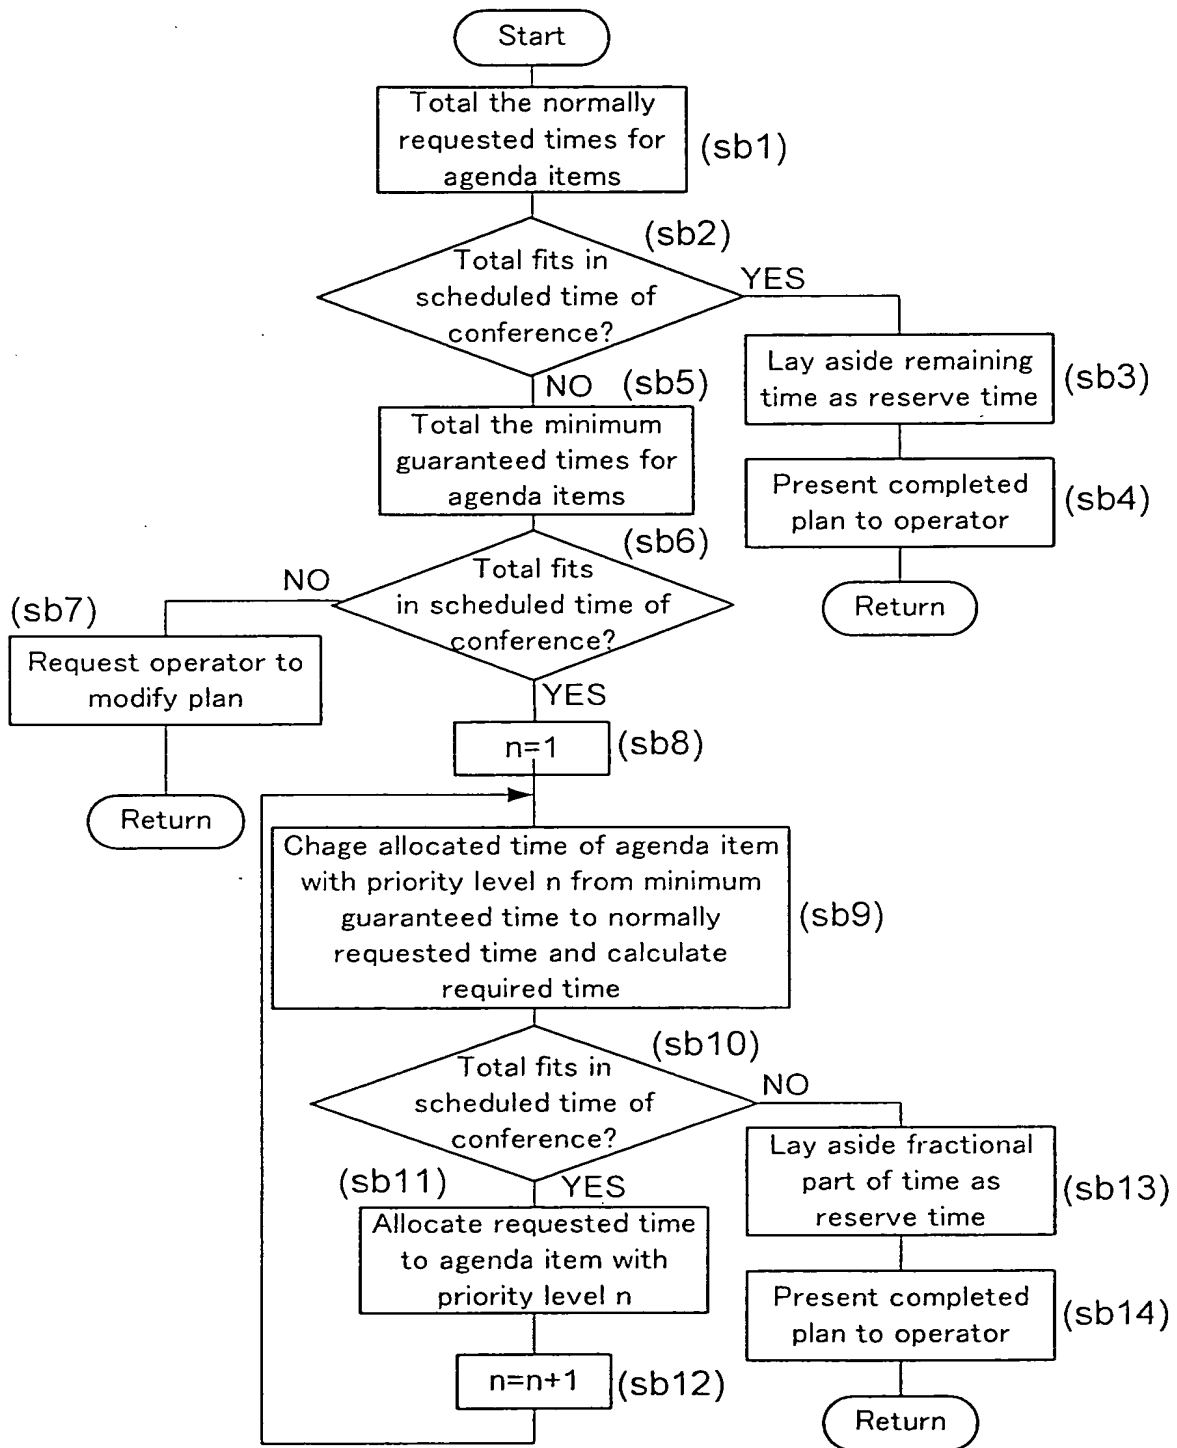 Start
Total the normally
requested times for
agenda items
(sb1)
(sb2)
Total fits in
scheduled time of
conference?
YES
Lay aside remaining
time as reserve time
(sb3)
Present completed
plan to operator
(sb4)
Return
NO
(sb5)
Total the minimum
guaranteed times for
agenda items
(sb6)
Total fits
in scheduled time of
conference?
NO
(sb7)
Request operator to
modify plan
Return
YES
n=1
(sb8)
Chage allocated time of agenda item
with priority level n from minimum
guaranteed time to normally
requested time and calculate
required time
(sb9)
(sb10)
Total fits in
scheduled time of
conference?
NO
Lay aside fractional
part of time as
reserve time
(sb13)
Present completed
plan to operator
(sb14)
Return
(sb11)
YES
Allocate requested time
to agenda item with
priority level n
n=n+1
(sb12)